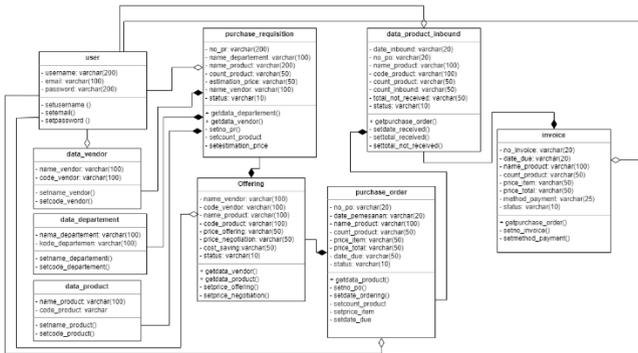 user
- username: varchar(200)
- email: varchar(100)
- password: varchar(200)
- setusername ()
- setemail()
- setpassword ()
data_vendor
- name_vendor: varchar(100)
- code_vendor: varchar(100)
- setname_vendor()
- setcode_vendor()
data_departement
- nama_departemen: varchar(100)
- kode_departemen: varchar(100)
- setname_departement()
- setcode_departement()
data_product
- name_product: varchar(100)
- code_product: varchar
- setname_product()
- setcode_product()
purchase_requisition
- no_pr: varchar(200)
- name_departement: varchar(100)
- name_product: varchar(200)
- count_product: varchar(50)
- estimation_price: varchar(50)
- name_vendor: varchar(100)
- status: varchar(10)
+ getdata_departement()
+ getdata_vendor()
- setno_pr()
- setcount_product
- setestimation_price
Offering
- name_vendor: varchar(100)
- code_vendor: varchar(100)
- name_product: varchar(100)
- code_product: varchar(100)
- price_offering: varchar(50)
- price_negotiation: varchar(50)
- cost_saving: varchar(50)
- status: varchar(10)
+ getdata_vendor()
+ getdata_product()
- setprice_offering()
- setprice_negotiation()
data_product_inbound
- date_inbound: varchar(20)
- no_po: varchar(20)
- name_product: varchar(100)
- code_product: varchar(100)
- count_product: varchar(50)
- count_inbound: varchar(50)
- total_not_received: varchar(50)
- status: varchar(10)
+ getpurchase_order()
- setdate_received()
- settotal_received()
- settotal_not_received()
purchase_order
- no_po: varchar(20)
- date_pemesanan: varchar(20)
- name_product: varchar(100)
- count_product: varchar(50)
- price_item: varchar(50)
- price_total: varchar(50)
- date_due: varchar(50)
- status: varchar(10)
+ getdata_product()
- setno_po()
- setdate_ordering()
- setcount_product
- setprice_item
- setdate_due
invoice
- no_invoice: varchar(20)
- date_due: varchar(20)
- name_product: varchar(100)
- count_product: varchar(50)
- price_item: varchar(50)
- price_total: varchar(50)
- method_payment: varchar(25)
- status: varchar(10)
+ getpurchase_order()
- setno_invoice()
- setmethod_payment()